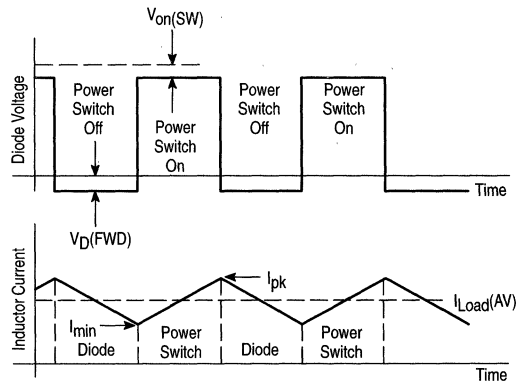 Von(SW)
Diode Voltage
Power
Switch
Off
Power
Switch
On
Power
Switch
Off
Power
Switch
On
Time
VD(FWD)
Inductor Current
Ipk
ILoad(AV)
Imin
Diode
Power
Switch
Diode
Power
Switch
Time